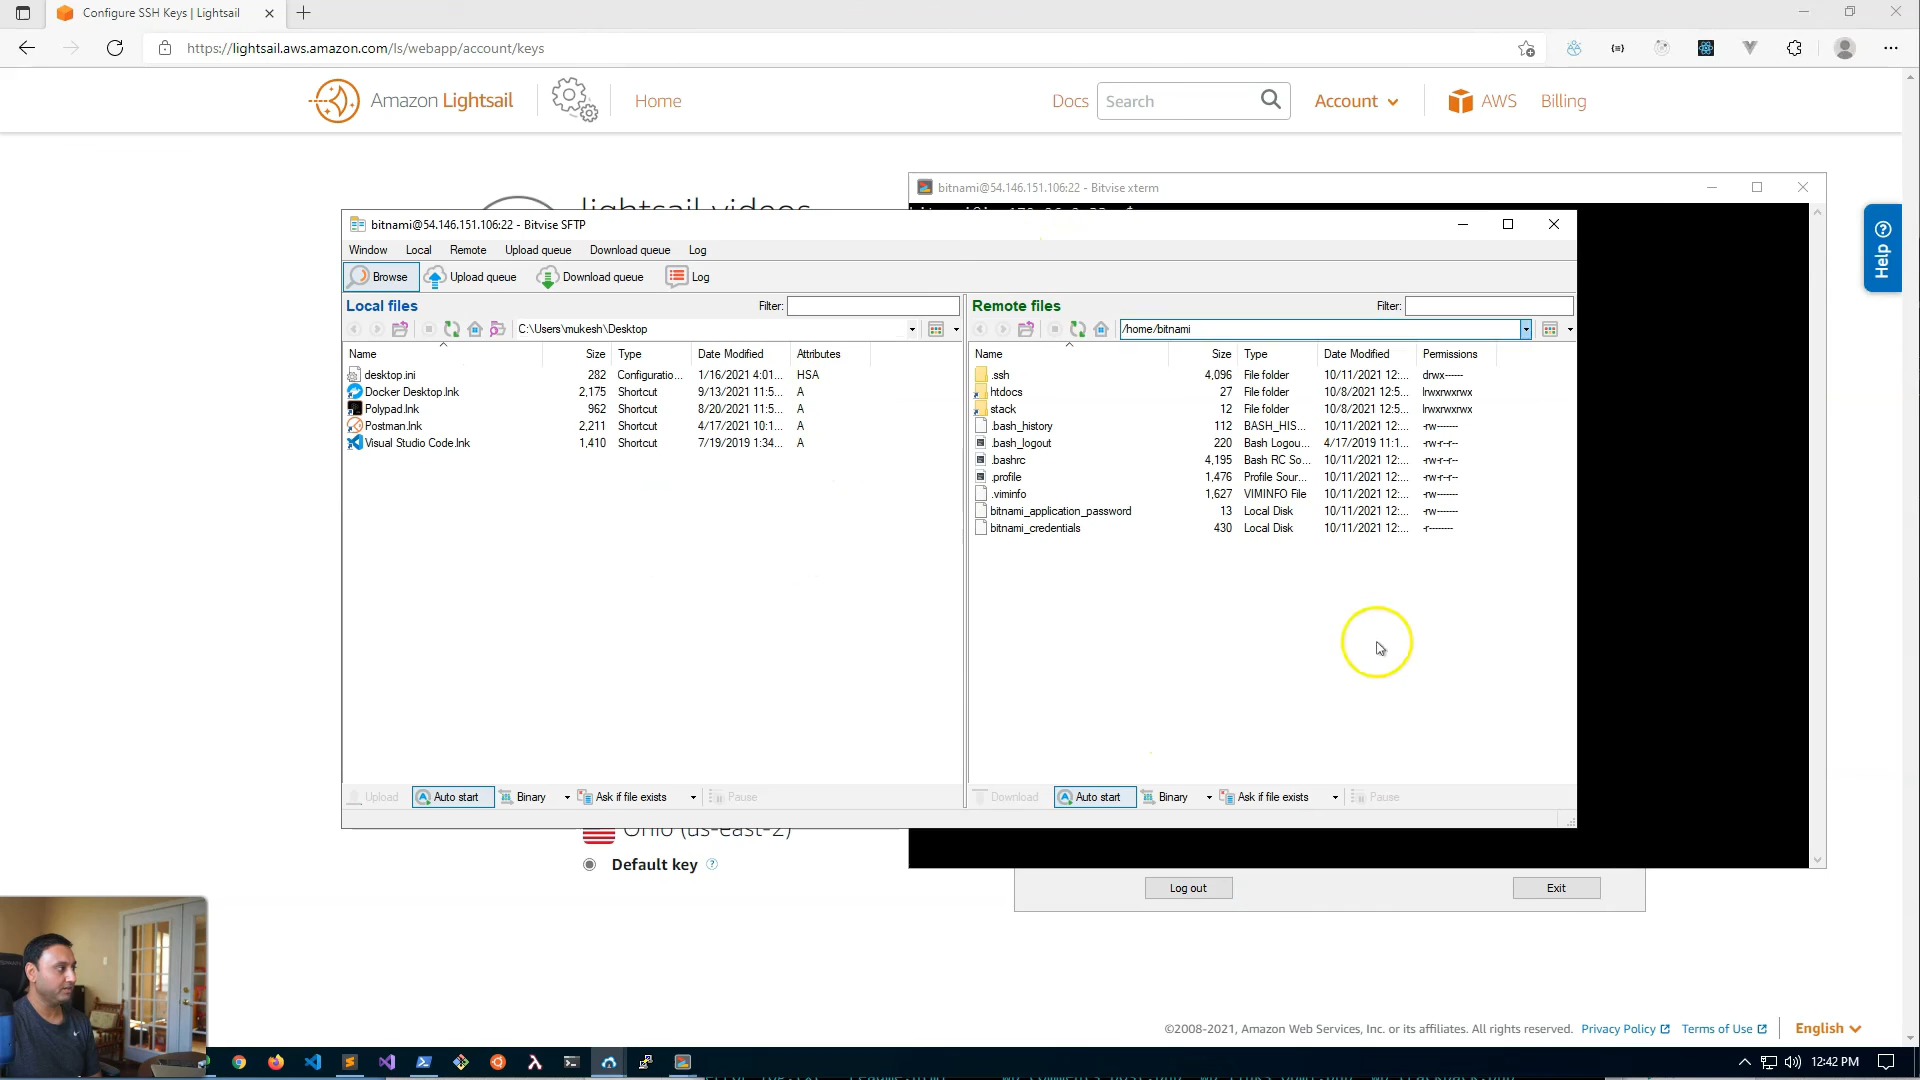 Configure SSH Keys | Lightsail
https://lightsail.aws.amazon.com/ls/webapp/account/keys
Amazon Lightsail
Home
Docs
Search
Account
AWS
Billing
lightsail videos
bitnami@54.146.151.106:22 - Bitvise xterm
Help
bitnami@54.146.151.106:22 - Bitvise SFTP
Window Local Remote Upload queue Download queue Log
Browse Upload queue Download queue Log
Local files Filter:
C:\Users\mukesh\Desktop
Name Size Type Date Modified Attributes
desktop.ini 282 Configuratio... 1/16/2021 4:01... HSA
Docker Desktop.lnk 2,175 Shortcut 9/13/2021 11:5... A
Polypad.lnk 962 Shortcut 8/20/2021 11:5... A
Postman.lnk 2,211 Shortcut 4/17/2021 10:1... A
Visual Studio Code.lnk 1,410 Shortcut 7/19/2019 1:34... A
Upload Auto start Binary Ask if file exists Pause
Remote files Filter:
/home/bitnami
Name Size Type Date Modified Permissions
.ssh 4,096 File folder 10/11/2021 12:... drwx------
htdocs 27 File folder 10/8/2021 12:5... lrwxrwxrwx
stack 12 File folder 10/8/2021 12:5... lrwxrwxrwx
.bash_history 112 BASH_HIS... 10/11/2021 12:... -rw-------
.bash_logout 220 Bash Logou... 4/17/2019 11:1... -rw-r--r--
.bashrc 4,195 Bash RC So... 10/11/2021 12:... -rw-r--r--
.profile 1,476 Profile Sour... 10/11/2021 12:... -rw-r--r--
.viminfo 1,627 VIMINFO File 10/11/2021 12:... -rw-------
bitnami_application_password 13 Local Disk 10/11/2021 12:... -rw-------
bitnami_credentials 430 Local Disk 10/11/2021 12:... -r--------
Download Auto start Binary Ask if file exists Pause
Ohio (us-east-2)
Default key ?
Log out Exit
©2008-2021, Amazon Web Services, Inc. or its affiliates. All rights reserved. Privacy Policy Terms of Use English
12:42 PM